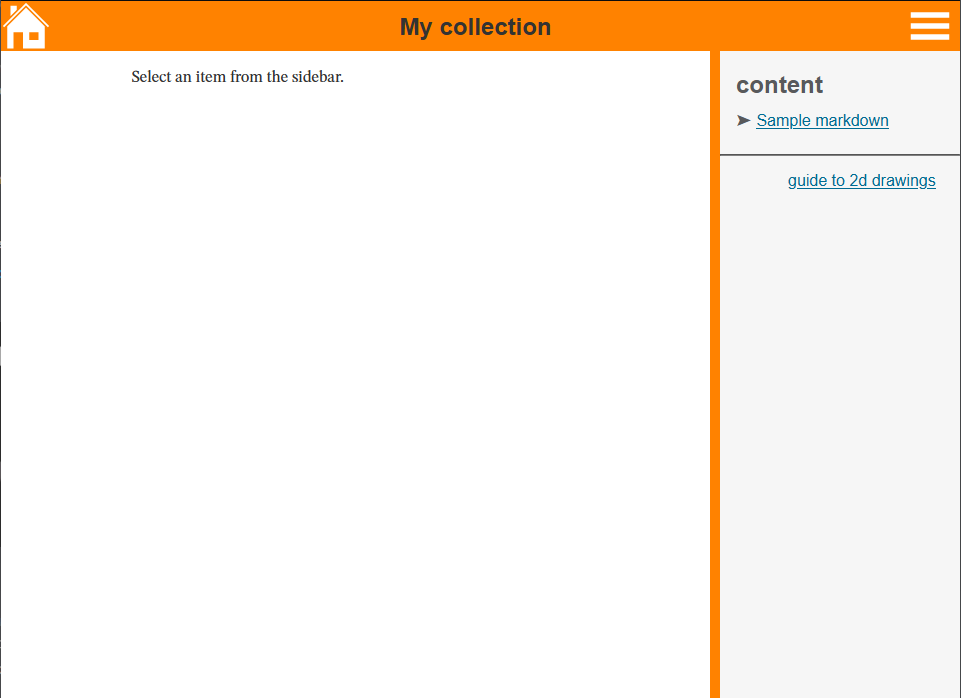 My collection
Select an item from the sidebar.
content
➤ Sample markdown
guide to 2d drawings